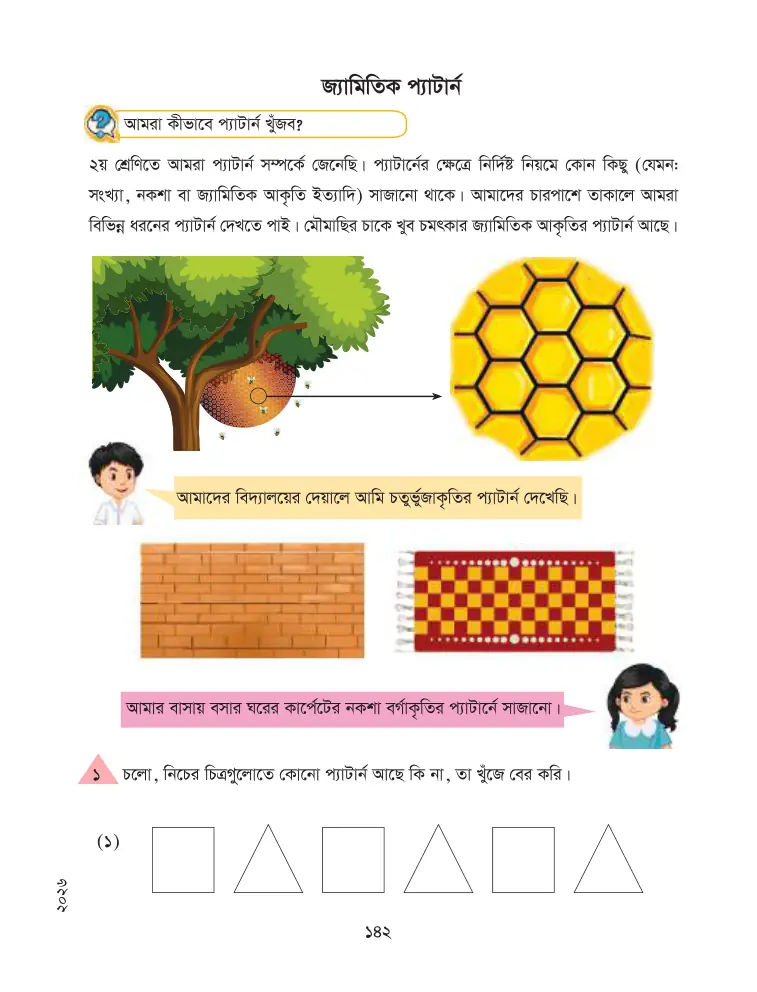 জ্যামিতিক প্যাটার্ন
আমরা কীভাবে প্যাটার্ন খুঁজব?
২য় শ্রেণিতে আমরা প্যাটার্ন সম্পর্কে জেনেছি। প্যাটার্নের ক্ষেত্রে নির্দিষ্ট নিয়মে কোন কিছু (যেমন:
সংখ্যা, নকশা বা জ্যামিতিক আকৃতি ইত্যাদি) সাজানো থাকে। আমাদের চারপাশে তাকালে আমরা
বিভিন্ন ধরনের প্যাটার্ন দেখতে পাই। মৌমাছির চাকে খুব চমৎকার জ্যামিতিক আকৃতির প্যাটার্ন আছে।
আমাদের বিদ্যালয়ের দেয়ালে আমি চতুর্ভুজাকৃতির প্যাটার্ন দেখেছি।
আমার বাসায় বসার ঘরের কার্পেটের নকশা বর্গাকৃতির প্যাটার্নে সাজানো।
১ চলো, নিচের চিত্রগুলোতে কোনো প্যাটার্ন আছে কি না, তা খুঁজে বের করি।
(১)
২০২৬
১৪২